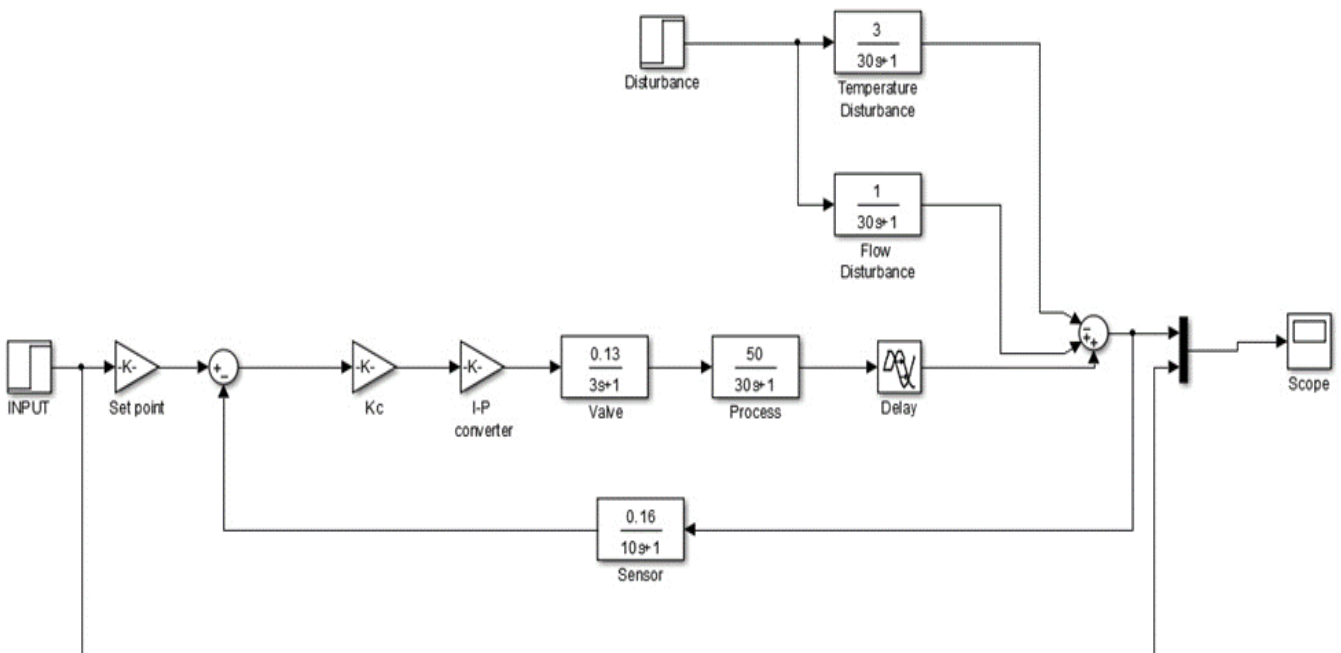 3
30s+1
Disturbance
Temperature
Disturbance
1
30s+1
Flow
Disturbance
-K-
-K-
-K-
0.13
3s+1
50
30s+1
INPUT
Set point
Kc
I-P
converter
Valve
Process
Delay
Scope
0.16
10s+1
Sensor